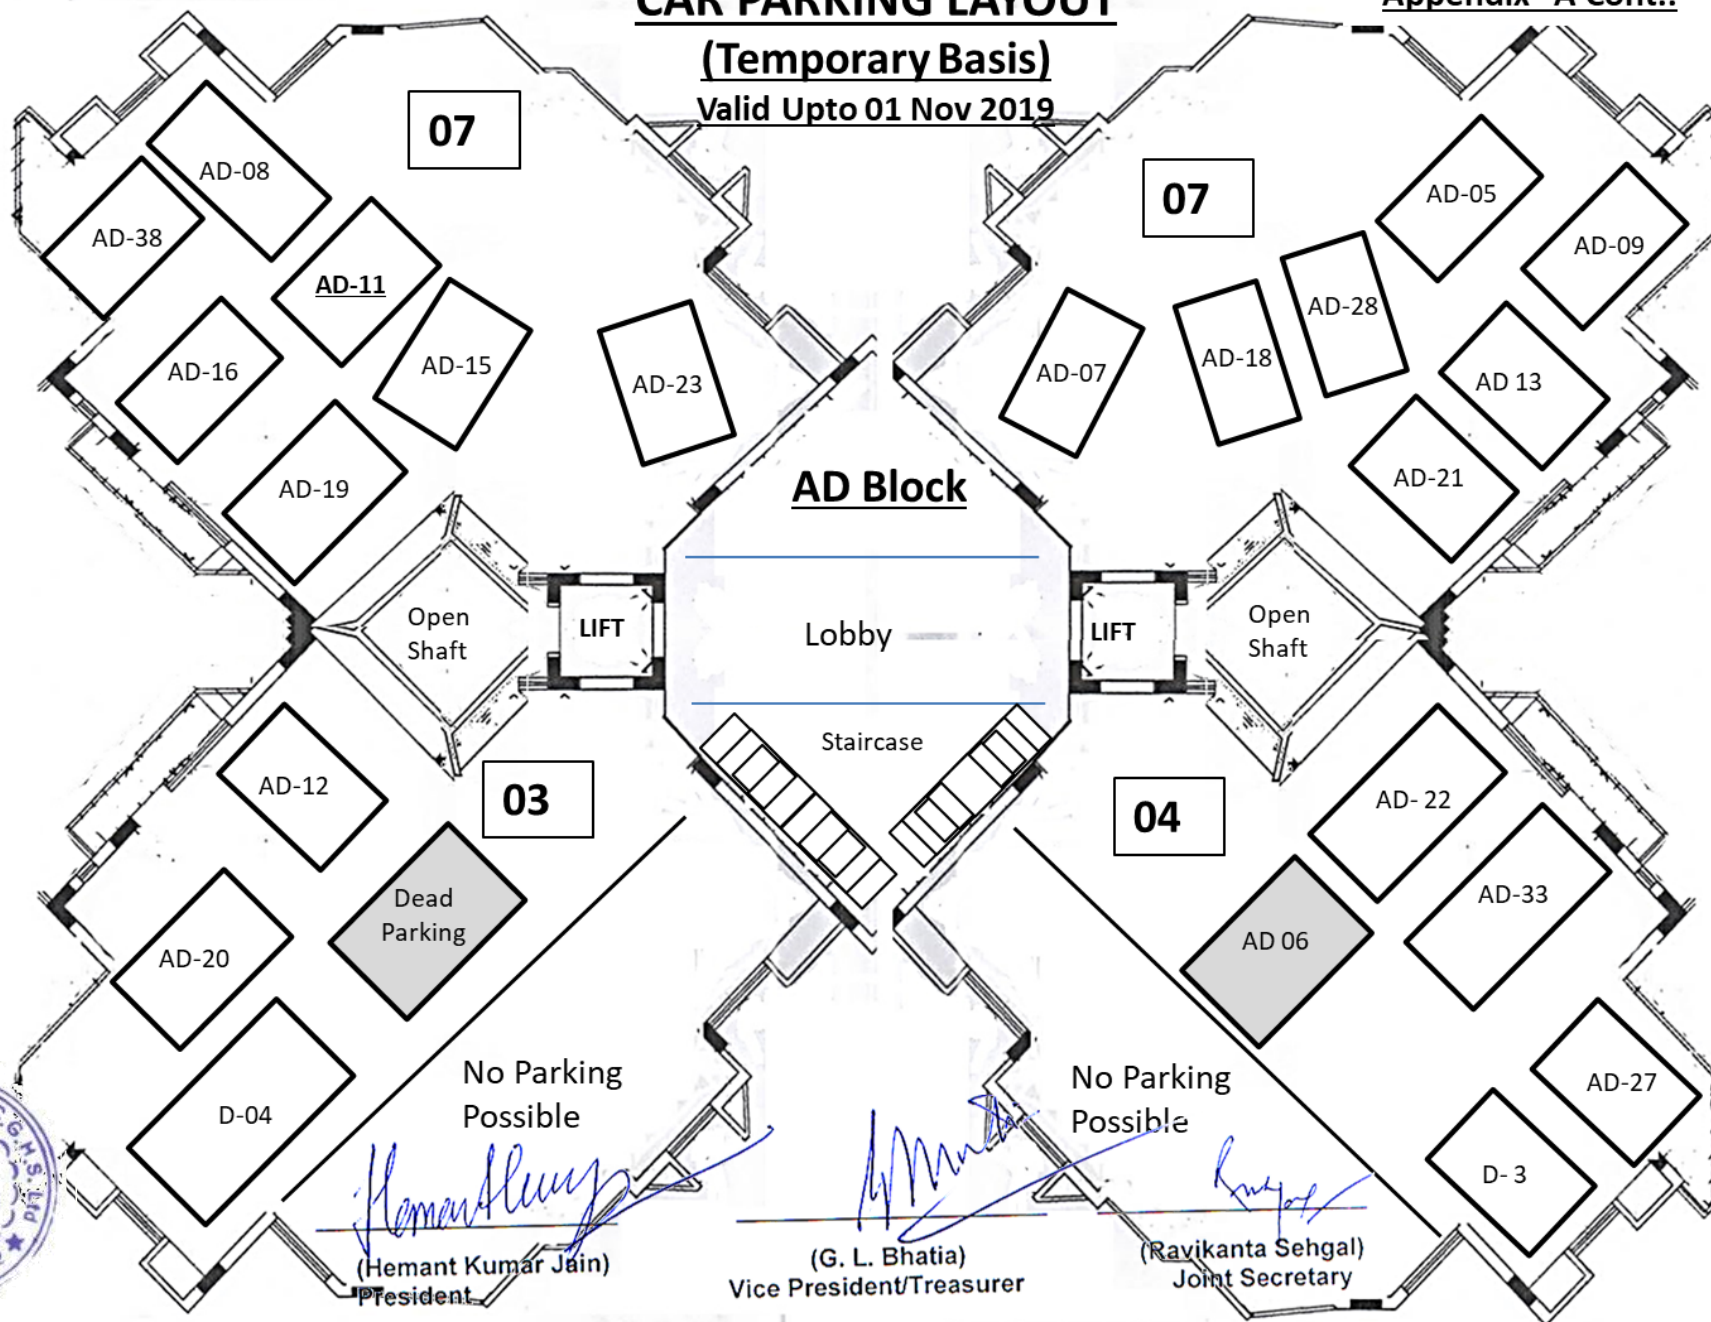 CAR PARKING LAYOUT
Appendix "A Cont..
(Temporary Basis)
Valid Upto 01 Nov 2019
07
07
AD-08
AD-38
AD-11
AD-16
AD-15
AD-19
AD-23
AD-05
AD-09
AD-28
AD-18
AD-07
AD 13
AD-21
AD Block
Open
Shaft
LIFT
Lobby
LIFT
Open
Shaft
Staircase
03
04
AD-12
Dead
Parking
AD-20
D-04
AD- 22
AD-33
AD 06
AD-27
D- 3
No Parking
Possible
No Parking
Possible
G.H.S. Ltd
(Hemant Kumar Jain)
President
(G. L. Bhatia)
Vice President/Treasurer
(Ravikanta Sehgal)
Joint Secretary